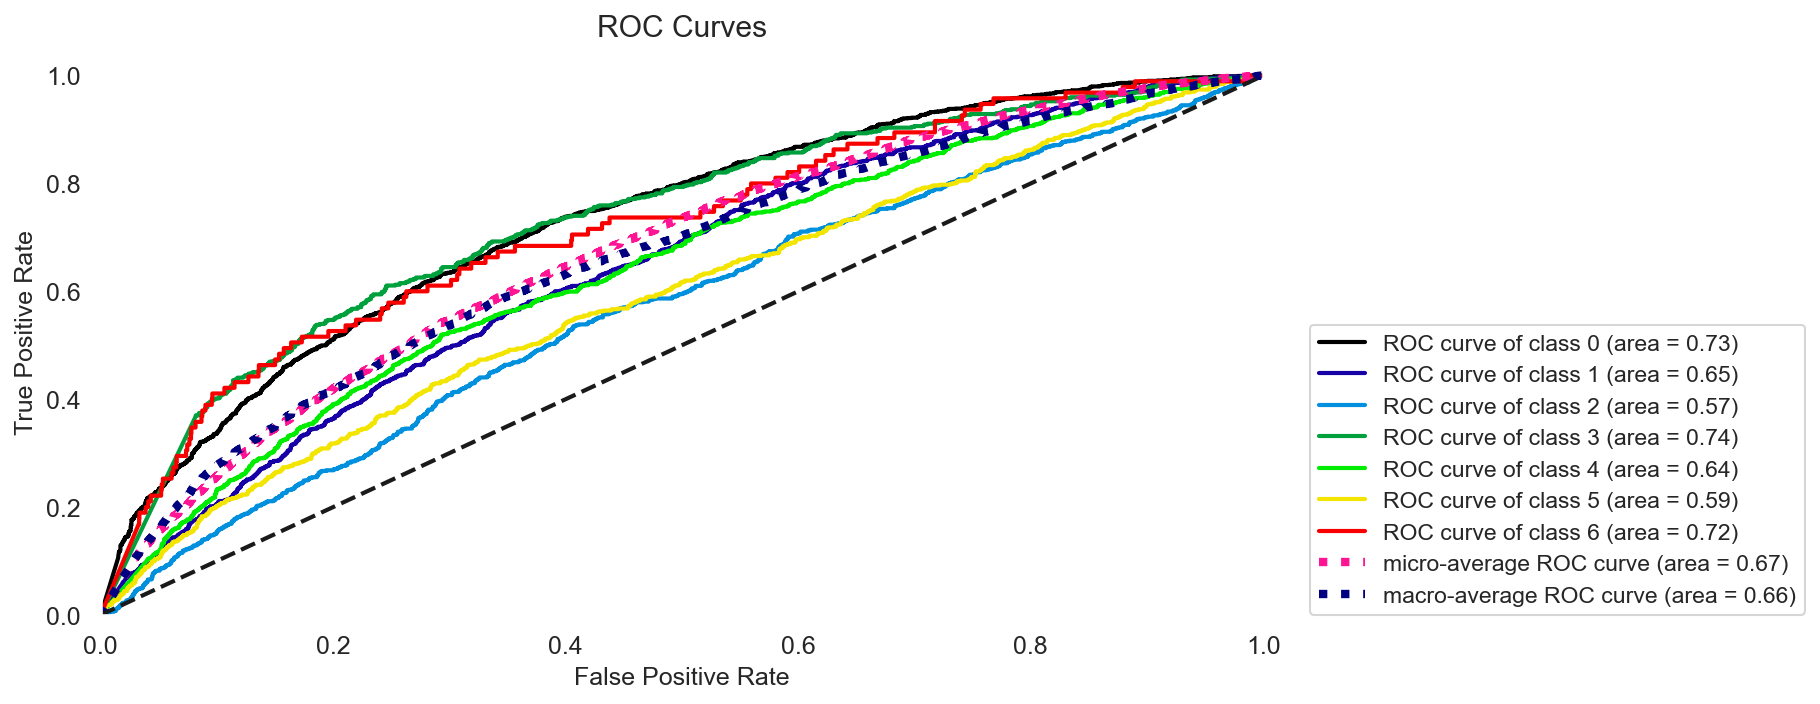 ROC Curves
1.0
0.8
0.6
0.4
0.2
0.0
True Positive Rate
0.0 0.2 0.4 0.6 0.8 1.0
False Positive Rate
ROC curve of class 0 (area = 0.73)
ROC curve of class 1 (area = 0.65)
ROC curve of class 2 (area = 0.57)
ROC curve of class 3 (area = 0.74)
ROC curve of class 4 (area = 0.64)
ROC curve of class 5 (area = 0.59)
ROC curve of class 6 (area = 0.72)
micro-average ROC curve (area = 0.67)
macro-average ROC curve (area = 0.66)